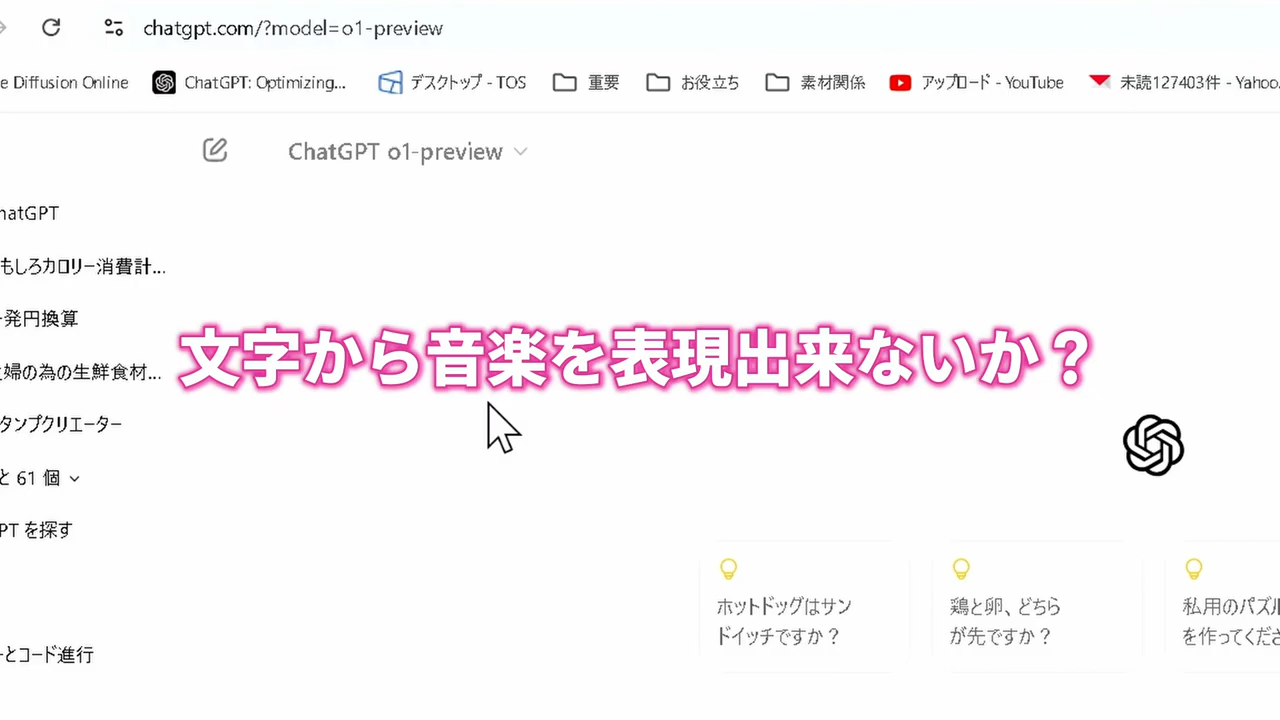 chatgpt.com/?model=o1-preview
e Diffusion Online
ChatGPT: Optimizing...
デスクトップ - TOS
重要
お役立ち
素材関係
アップロード - YouTube
未読127403件 - Yahoo.
ChatGPT o1-preview
hatGPT
もしろカロリー消費計...
発円換算
婦の為の生鮮食材...
タンプクリエーター
と 61 個
PT を探す
とコード進行
文字から音楽を表現出来ないか？
ホットドッグはサン
ドイッチですか？
鶏と卵、どちら
が先ですか？
私用のパズル
を作ってくださ